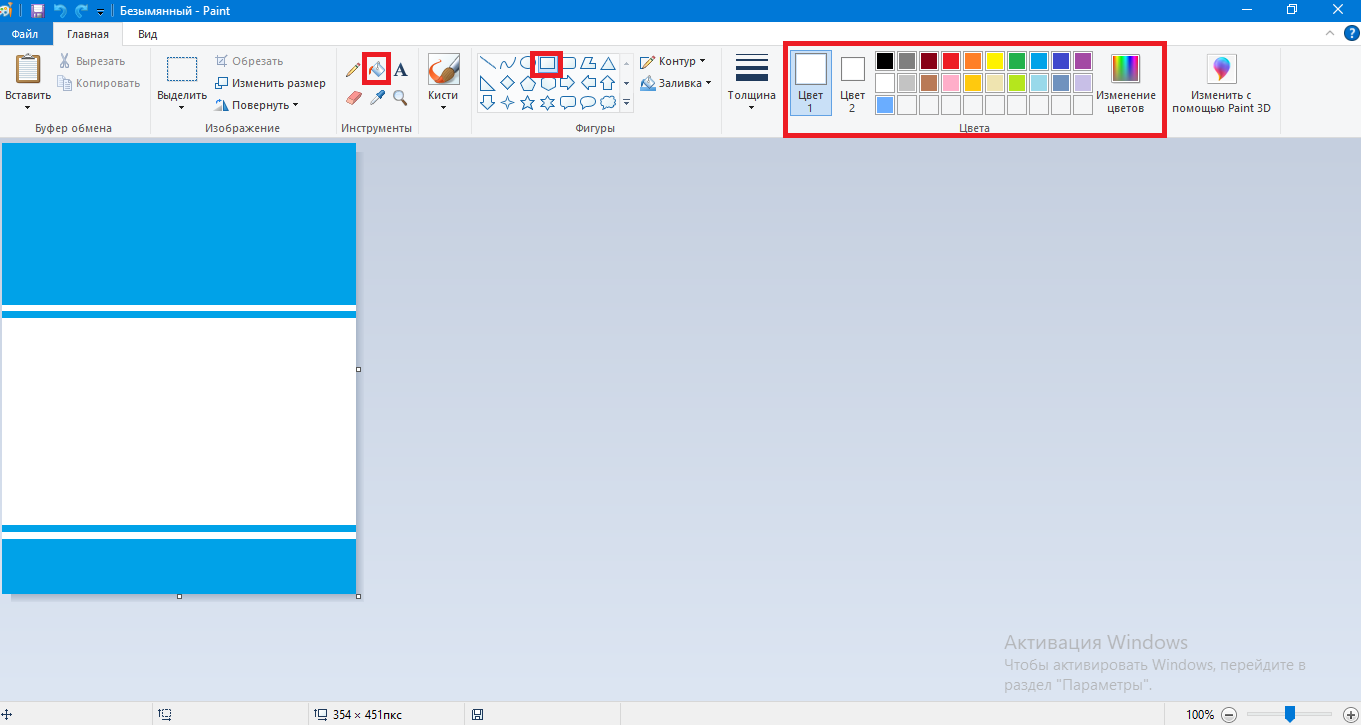 Безымянный - Paint
Файл
Главная
Вид
Вставить
Вырезать
Копировать
Буфер обмена
Выделить
Обрезать
Изменить размер
Повернуть
Изображение
A
Инструменты
Кисти
Фигуры
Контур
Заливка
Толщина
Цвет
1
Цвет
2
Изменение
цветов
Цвета
Изменить с
помощью Paint 3D
Активация Windows
Чтобы активировать Windows, перейдите в
раздел "Параметры".
354 × 451пкс
100%